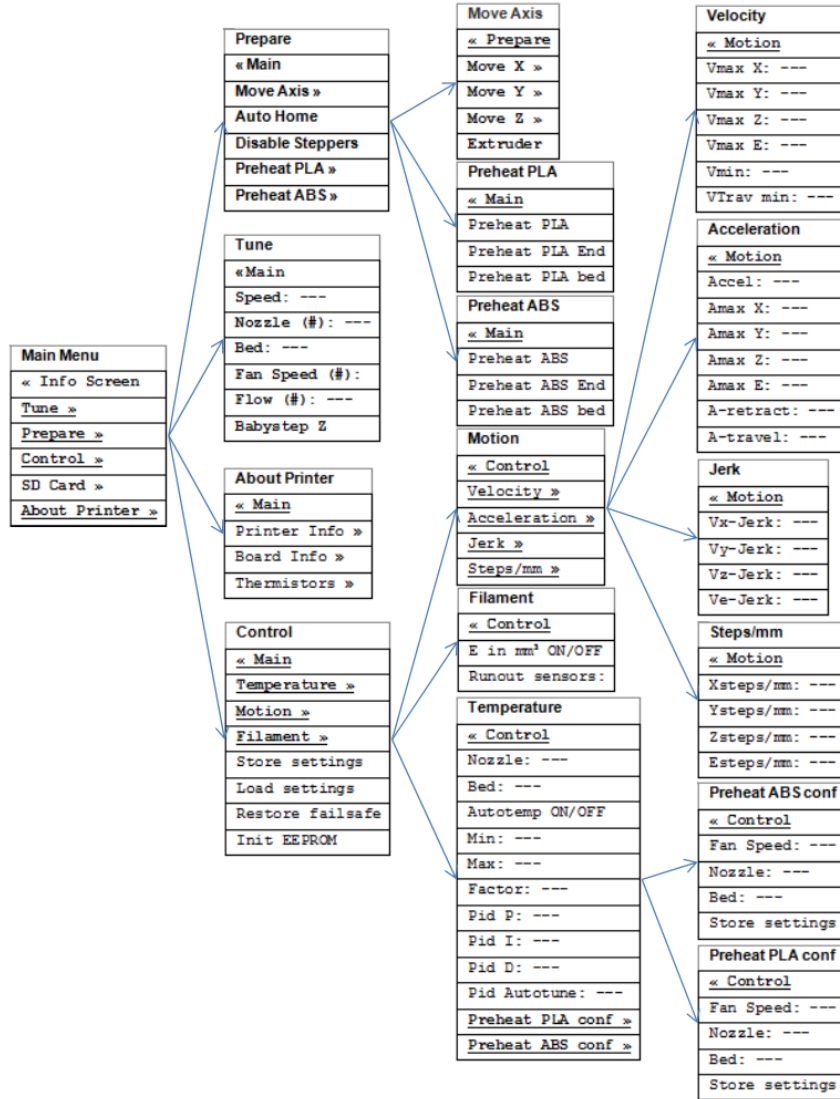 Main Menu
« Info Screen
Tune »
Prepare »
Control »
SD Card »
About Printer »
Prepare
« Main
Move Axis »
Auto Home
Disable Steppers
Preheat PLA »
Preheat ABS »
Tune
«Main
Speed: ---
Nozzle (#): ---
Bed: ---
Fan Speed (#):
Flow (#): ---
Babystep Z
About Printer
« Main
Printer Info »
Board Info »
Thermistors »
Control
« Main
Temperature »
Motion »
Filament »
Store settings
Load settings
Restore failsafe
Init EEPROM
Move Axis
« Prepare
Move X »
Move Y »
Move Z »
Extruder
Preheat PLA
« Main
Preheat PLA
Preheat PLA End
Preheat PLA bed
Preheat ABS
« Main
Preheat ABS
Preheat ABS End
Preheat ABS bed
Motion
« Control
Velocity »
Acceleration »
Jerk »
Steps/mm »
Filament
« Control
E in mm³ ON/OFF
Runout sensors:
Temperature
« Control
Nozzle: ---
Bed: ---
Autotemp ON/OFF
Min: ---
Max: ---
Factor: ---
Pid P: ---
Pid I: ---
Pid D: ---
Pid Autotune: ---
Preheat PLA conf »
Preheat ABS conf »
Velocity
« Motion
Vmax X: ---
Vmax Y: ---
Vmax Z: ---
Vmax E: ---
Vmin: ---
VTrav min: ---
Acceleration
« Motion
Accel: ---
Amax X: ---
Amax Y: ---
Amax Z: ---
Amax E: ---
A-retract: ---
A-travel: ---
Jerk
« Motion
Vx-Jerk: ---
Vy-Jerk: ---
Vz-Jerk: ---
Ve-Jerk: ---
Steps/mm
« Motion
Xsteps/mm: ---
Ysteps/mm: ---
Zsteps/mm: ---
Esteps/mm: ---
Preheat ABS conf
« Control
Fan Speed: ---
Nozzle: ---
Bed: ---
Store settings
Preheat PLA conf
« Control
Fan Speed: ---
Nozzle: ---
Bed: ---
Store settings